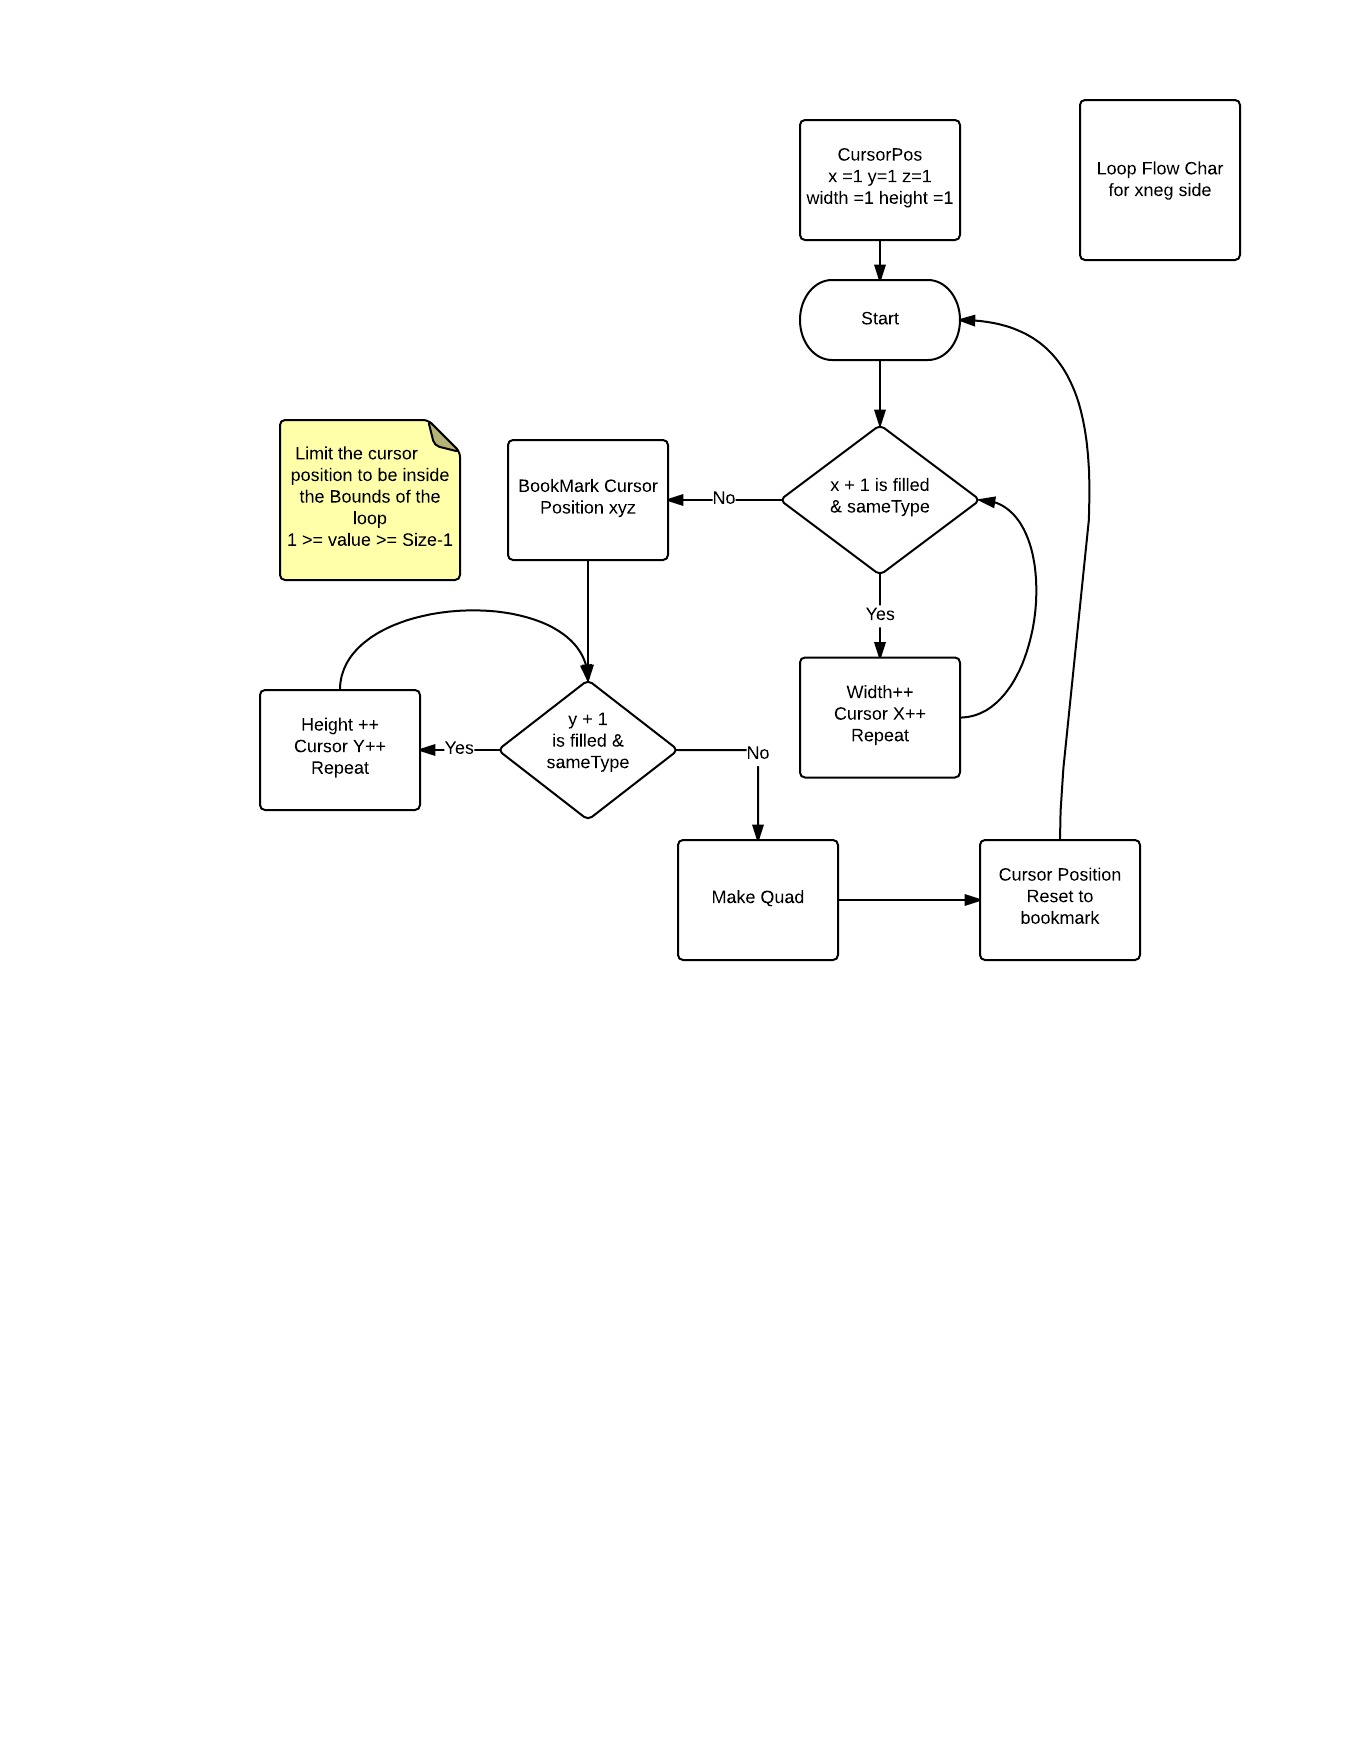 CursorPos
x =1 y=1 z=1
width =1 height =1
Loop Flow Char
for xneg side
Start
Limit the cursor
position to be inside
the Bounds of the
loop
1 >= value >= Size-1
BookMark Cursor
Position xyz
No
x + 1 is filled
& sameType
Yes
Width++
Cursor X++
Repeat
Height ++
Cursor Y++
Repeat
Yes
y + 1
is filled &
sameType
No
Make Quad
Cursor Position
Reset to
bookmark